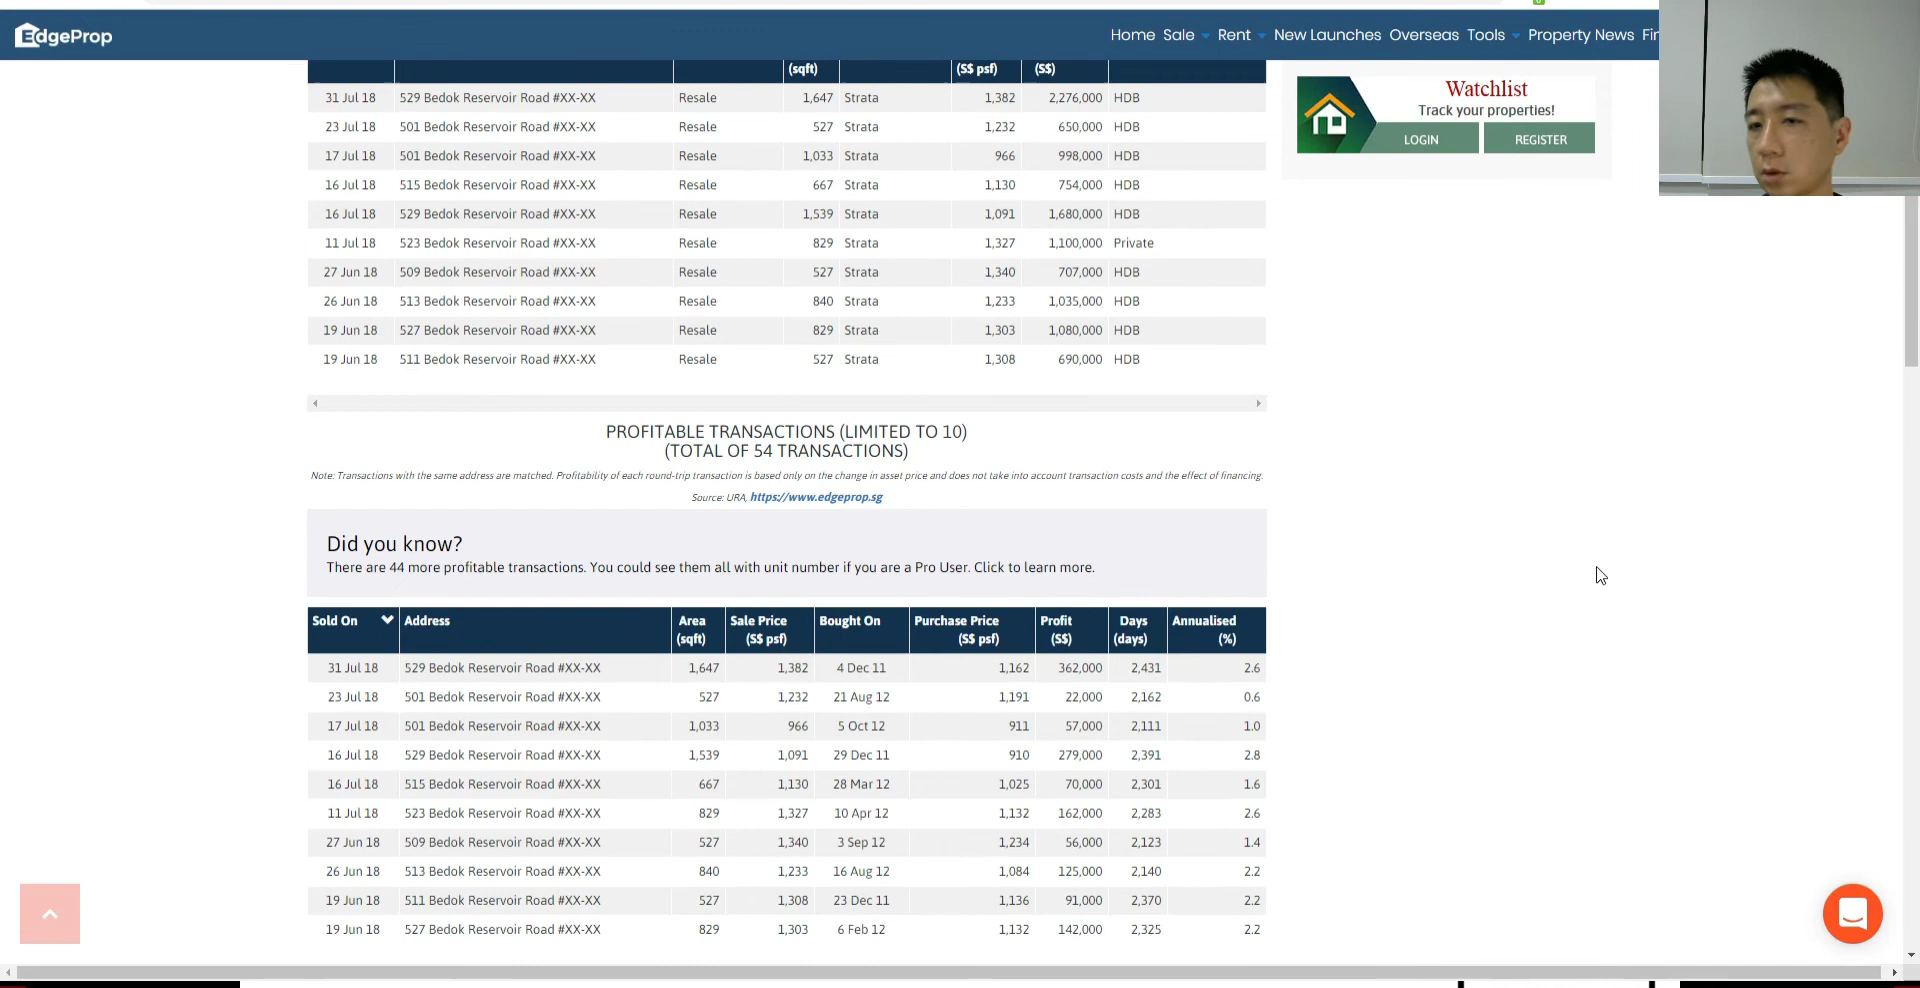 EdgeProp Home Sale Rent New Launches Overseas Tools Property News Fi
(sqft) (S$ psf) (S$)
31 Jul 18 529 Bedok Reservoir Road #XX-XX Resale 1,647 Strata 1,382 2,276,000 HDB
23 Jul 18 501 Bedok Reservoir Road #XX-XX Resale 527 Strata 1,232 650,000 HDB
17 Jul 18 501 Bedok Reservoir Road #XX-XX Resale 1,033 Strata 966 998,000 HDB
16 Jul 18 515 Bedok Reservoir Road #XX-XX Resale 667 Strata 1,130 754,000 HDB
16 Jul 18 529 Bedok Reservoir Road #XX-XX Resale 1,539 Strata 1,091 1,680,000 HDB
11 Jul 18 523 Bedok Reservoir Road #XX-XX Resale 829 Strata 1,327 1,100,000 Private
27 Jun 18 509 Bedok Reservoir Road #XX-XX Resale 527 Strata 1,340 707,000 HDB
26 Jun 18 513 Bedok Reservoir Road #XX-XX Resale 840 Strata 1,233 1,035,000 HDB
19 Jun 18 527 Bedok Reservoir Road #XX-XX Resale 829 Strata 1,303 1,080,000 HDB
19 Jun 18 511 Bedok Reservoir Road #XX-XX Resale 527 Strata 1,308 690,000 HDB
Watchlist
Track your properties!
LOGIN REGISTER
PROFITABLE TRANSACTIONS (LIMITED TO 10)
(TOTAL OF 54 TRANSACTIONS)
Note: Transactions with the same address are matched. Profitability of each round-trip transaction is based only on the change in asset price and does not take into account transaction costs and the effect of financing.
Source: URA, https://www.edgeprop.sg
Did you know?
There are 44 more profitable transactions. You could see them all with unit number if you are a Pro User. Click to learn more.
Sold On Address Area Sale Price Bought On Purchase Price Profit Days Annualised
(sqft) (S$ psf) (S$ psf) (S$) (days) (%)
31 Jul 18 529 Bedok Reservoir Road #XX-XX 1,647 1,382 4 Dec 11 1,162 362,000 2,431 2.6
23 Jul 18 501 Bedok Reservoir Road #XX-XX 527 1,232 21 Aug 12 1,191 22,000 2,162 0.6
17 Jul 18 501 Bedok Reservoir Road #XX-XX 1,033 966 5 Oct 12 911 57,000 2,111 1.0
16 Jul 18 529 Bedok Reservoir Road #XX-XX 1,539 1,091 29 Dec 11 910 279,000 2,391 2.8
16 Jul 18 515 Bedok Reservoir Road #XX-XX 667 1,130 28 Mar 12 1,025 70,000 2,301 1.6
11 Jul 18 523 Bedok Reservoir Road #XX-XX 829 1,327 10 Apr 12 1,132 162,000 2,283 2.6
27 Jun 18 509 Bedok Reservoir Road #XX-XX 527 1,340 3 Sep 12 1,234 56,000 2,123 1.4
26 Jun 18 513 Bedok Reservoir Road #XX-XX 840 1,233 16 Aug 12 1,084 125,000 2,140 2.2
19 Jun 18 511 Bedok Reservoir Road #XX-XX 527 1,308 23 Dec 11 1,136 91,000 2,370 2.2
19 Jun 18 527 Bedok Reservoir Road #XX-XX 829 1,303 6 Feb 12 1,132 142,000 2,325 2.2